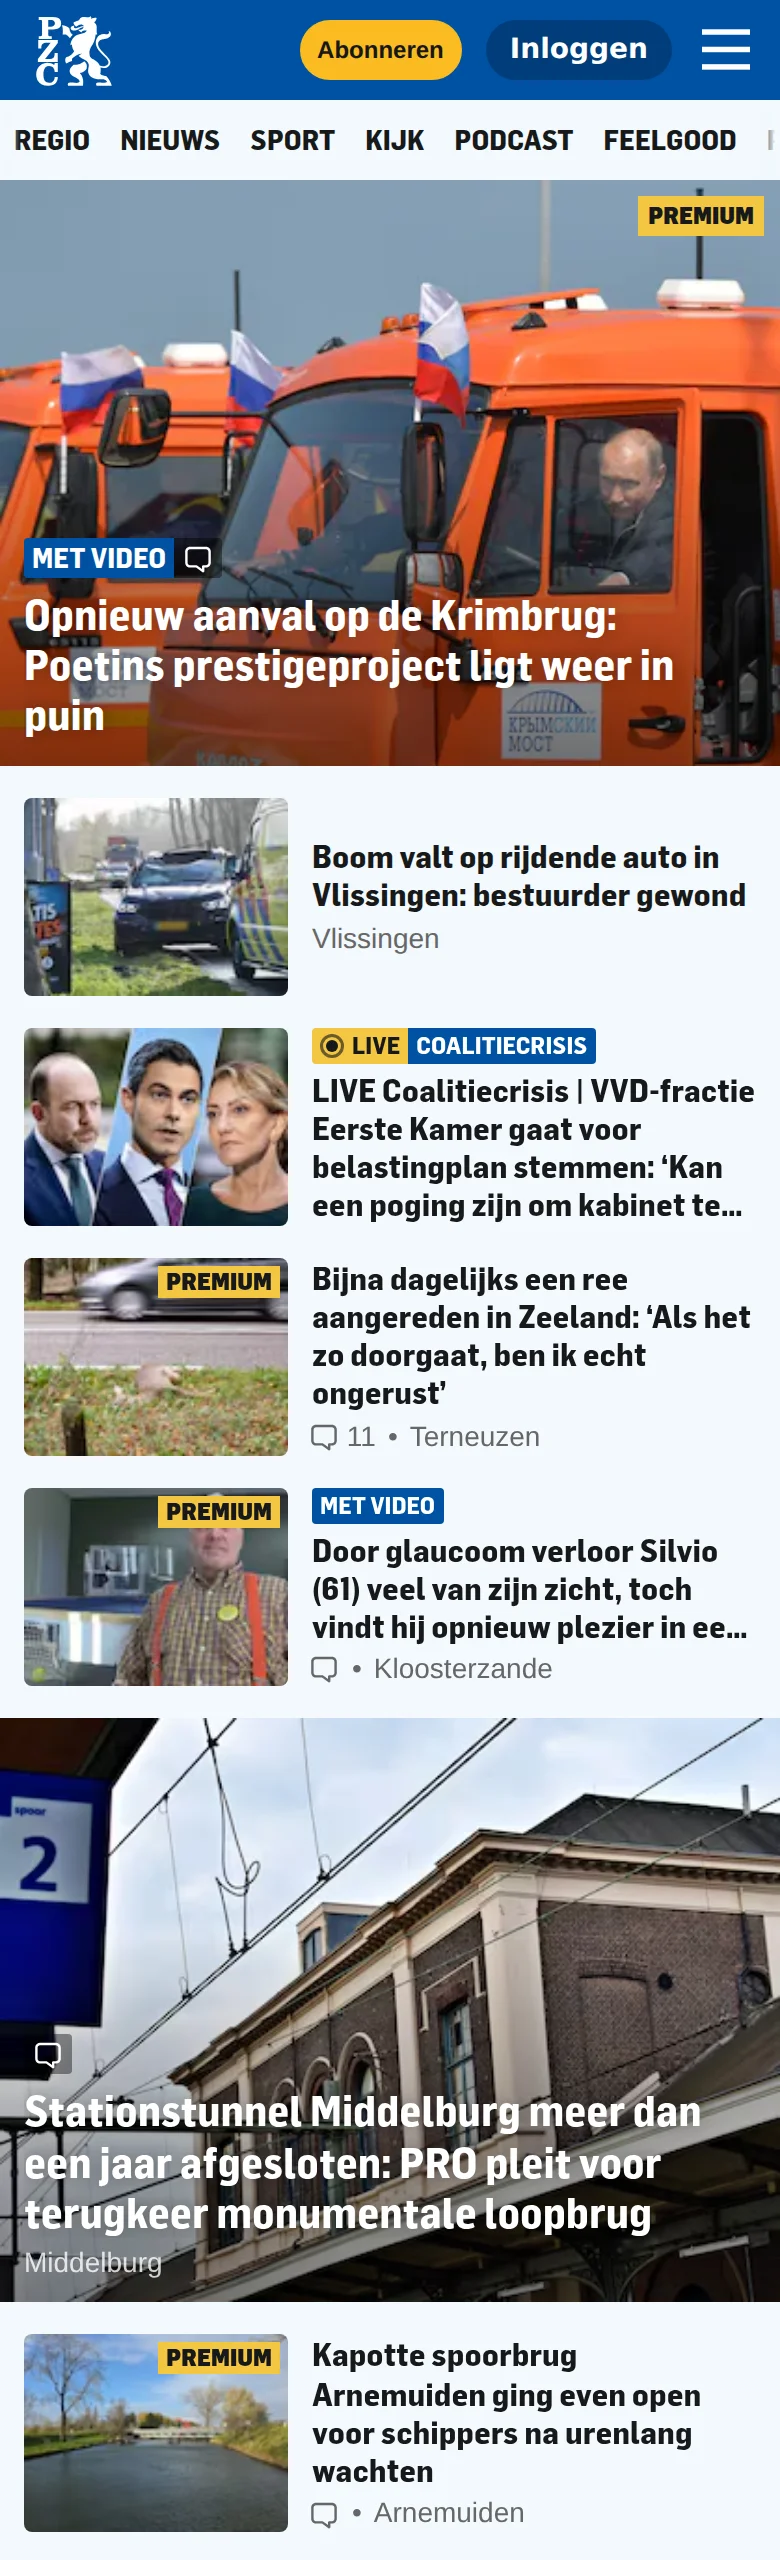 PZC
Abonneren
Inloggen
REGIO NIEUWS SPORT KIJK PODCAST FEELGOOD
PREMIUM
MET VIDEO
Opnieuw aanval op de Krimbrug:
Poetins prestigeproject ligt weer in
puin
КРЫМСКИЙ
МОСТ
Boom valt op rijdende auto in
Vlissingen: bestuurder gewond
Vlissingen
LIVE COALITIECRISIS
LIVE Coalitiecrisis | VVD-fractie
Eerste Kamer gaat voor
belastingplan stemmen: ‘Kan
een poging zijn om kabinet te...
PREMIUM
Bijna dagelijks een ree
aangereden in Zeeland: ‘Als het
zo doorgaat, ben ik echt
ongerust’
11 • Terneuzen
PREMIUM
MET VIDEO
Door glaucoom verloor Silvio
(61) veel van zijn zicht, toch
vindt hij opnieuw plezier in ee...
• Kloosterzande
spoor
2
Stationstunnel Middelburg meer dan
een jaar afgesloten: PRO pleit voor
terugkeer monumentale loopbrug
Middelburg
PREMIUM
Kapotte spoorbrug
Arnemuiden ging even open
voor schippers na urenlang
wachten
• Arnemuiden